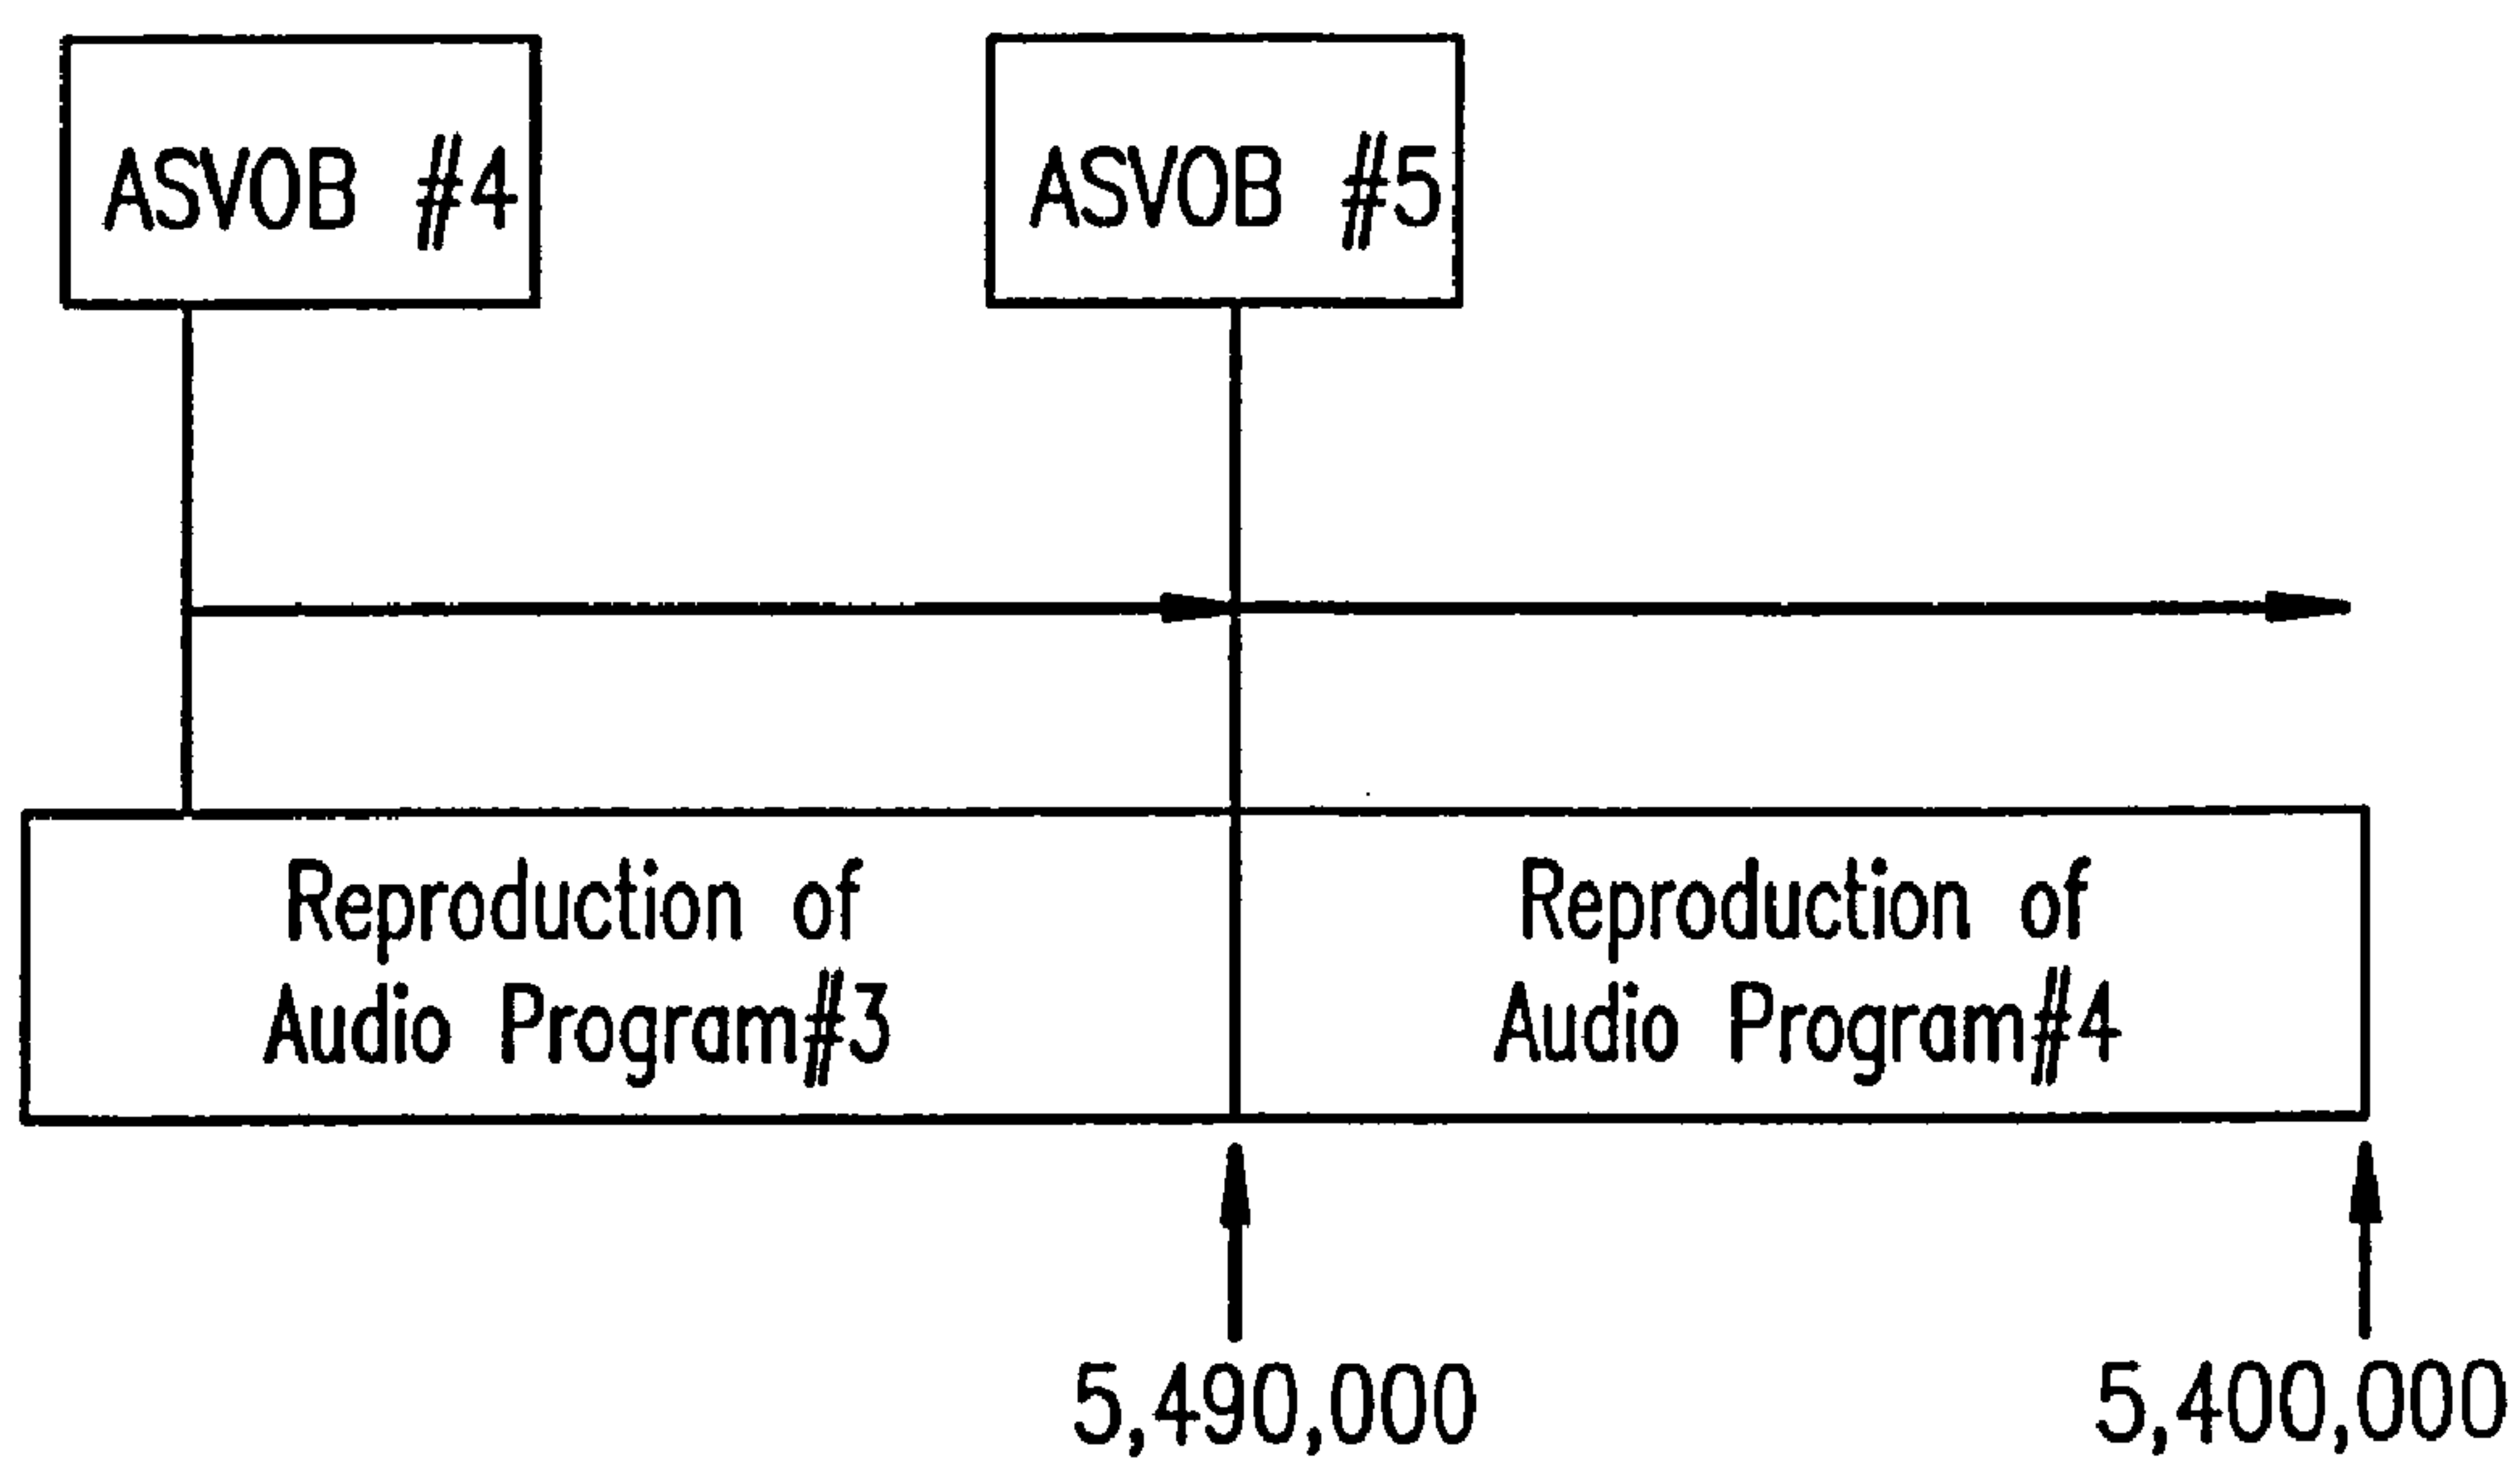 ASVOB #4
ASVOB #5
Reproduction of
Audio Program#3
Reproduction of
Audio Program#4
5,490,000
5,400,000